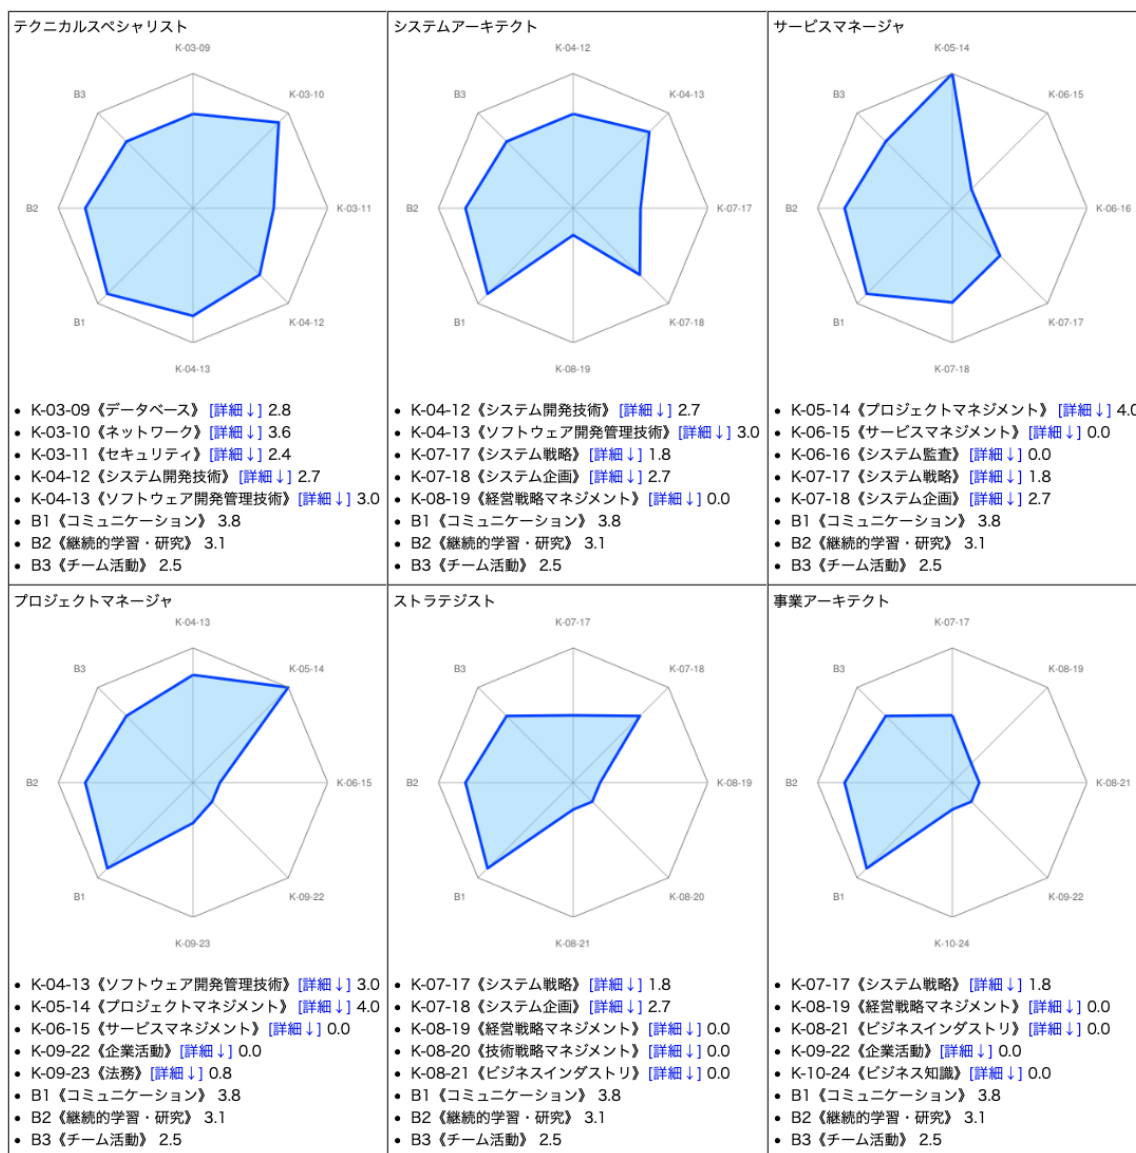 テクニカルスペシャリスト
K-03-09
K-03-10
K-03-11
K-04-12
K-04-13
B1
B2
B3
• K-03-09《データベース》 [詳細↓] 2.8
• K-03-10《ネットワーク》 [詳細↓] 3.6
• K-03-11《セキュリティ》 [詳細↓] 2.4
• K-04-12《システム開発技術》 [詳細↓] 2.7
• K-04-13《ソフトウェア開発管理技術》 [詳細↓] 3.0
• B1《コミュニケーション》 3.8
• B2《継続的学習・研究》 3.1
• B3《チーム活動》 2.5
システムアーキテクト
K-04-12
K-04-13
K-07-17
K-07-18
K-08-19
B1
B2
B3
• K-04-12《システム開発技術》 [詳細↓] 2.7
• K-04-13《ソフトウェア開発管理技術》 [詳細↓] 3.0
• K-07-17《システム戦略》 [詳細↓] 1.8
• K-07-18《システム企画》 [詳細↓] 2.7
• K-08-19《経営戦略マネジメント》 [詳細↓] 0.0
• B1《コミュニケーション》 3.8
• B2《継続的学習・研究》 3.1
• B3《チーム活動》 2.5
サービスマネージャ
K-05-14
K-06-15
K-06-16
K-07-17
K-07-18
B1
B2
B3
• K-05-14《プロジェクトマネジメント》 [詳細↓] 4.0
• K-06-15《サービスマネジメント》 [詳細↓] 0.0
• K-06-16《システム監査》 [詳細↓] 0.0
• K-07-17《システム戦略》 [詳細↓] 1.8
• K-07-18《システム企画》 [詳細↓] 2.7
• B1《コミュニケーション》 3.8
• B2《継続的学習・研究》 3.1
• B3《チーム活動》 2.5
プロジェクトマネージャ
K-04-13
K-05-14
K-06-15
K-09-22
K-09-23
B1
B2
B3
• K-04-13《ソフトウェア開発管理技術》 [詳細↓] 3.0
• K-05-14《プロジェクトマネジメント》 [詳細↓] 4.0
• K-06-15《サービスマネジメント》 [詳細↓] 0.0
• K-09-22《企業活動》 [詳細↓] 0.0
• K-09-23《法務》 [詳細↓] 0.8
• B1《コミュニケーション》 3.8
• B2《継続的学習・研究》 3.1
• B3《チーム活動》 2.5
ストラテジスト
K-07-17
K-07-18
K-08-19
K-08-20
K-08-21
B1
B2
B3
• K-07-17《システム戦略》 [詳細↓] 1.8
• K-07-18《システム企画》 [詳細↓] 2.7
• K-08-19《経営戦略マネジメント》 [詳細↓] 0.0
• K-08-20《技術戦略マネジメント》 [詳細↓] 0.0
• K-08-21《ビジネスインダストリ》 [詳細↓] 0.0
• B1《コミュニケーション》 3.8
• B2《継続的学習・研究》 3.1
• B3《チーム活動》 2.5
事業アーキテクト
K-07-17
K-08-19
K-08-21
K-09-22
K-10-24
B1
B2
B3
• K-07-17《システム戦略》 [詳細↓] 1.8
• K-08-19《経営戦略マネジメント》 [詳細↓] 0.0
• K-08-21《ビジネスインダストリ》 [詳細↓] 0.0
• K-09-22《企業活動》 [詳細↓] 0.0
• K-10-24《ビジネス知識》 [詳細↓] 0.0
• B1《コミュニケーション》 3.8
• B2《継続的学習・研究》 3.1
• B3《チーム活動》 2.5